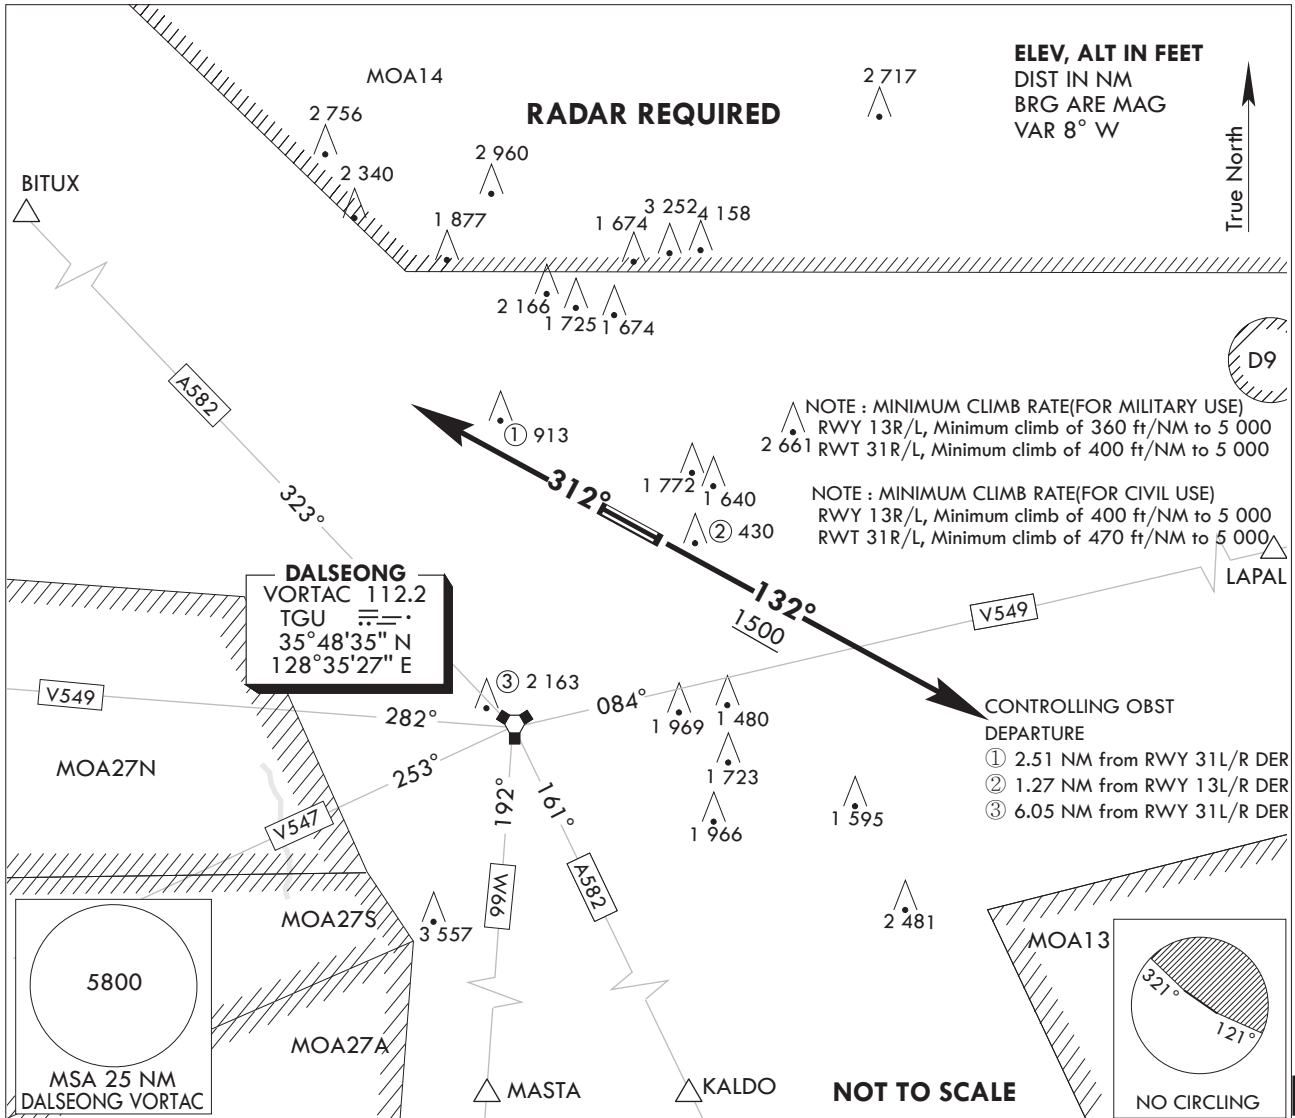 ELEV, ALT IN FEET
DIST IN NM
BRG ARE MAG
VAR 8° W
True North
MOA14
RADAR REQUIRED
2 717
2 756
2 960
2 340
BITUX
1 877
1 674
3 252
4 158
2 166
1 725
1 674
D9
A582
913
①
2 661
NOTE : MINIMUM CLIMB RATE(FOR MILITARY USE)
RWY 13R/L, Minimum climb of 360 ft/NM to 5 000
RWT 31R/L, Minimum climb of 400 ft/NM to 5 000
1 772
1 640
312°
323°
② 430
NOTE : MINIMUM CLIMB RATE(FOR CIVIL USE)
RWY 13R/L, Minimum climb of 400 ft/NM to 5 000
RWT 31R/L, Minimum climb of 470 ft/NM to 5 000
LAPAL
DALSEONG
VORTAC 112.2
TGU
35°48'35" N
128°35'27" E
132°
1500
V549
V549
③ 2 163
282°
084°
1 969
1 480
CONTROLLING OBST
DEPARTURE
① 2.51 NM from RWY 31L/R DER
② 1.27 NM from RWY 13L/R DER
③ 6.05 NM from RWY 31L/R DER
MOA27N
253°
V547
192°
161°
1 723
1 966
1 595
W66
A582
MOA27S
3 557
2 481
MOA13
5800
MSA 25 NM
DALSEONG VORTAC
MOA27A
MASTA
KALDO
NOT TO SCALE
321°
121°
NO CIRCLING